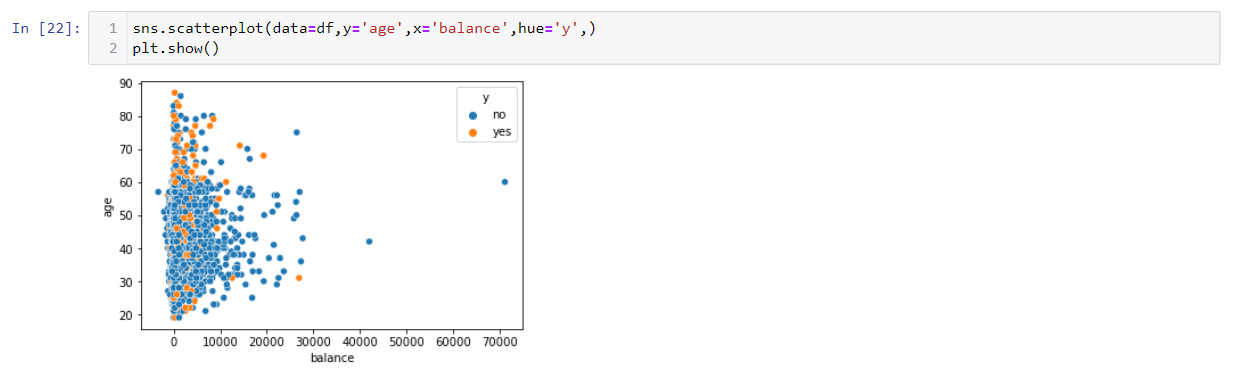 In [22]:
1 sns.scatterplot(data=df,y='age',x='balance',hue='y',)
2 plt.show()
90
80
70
60
50
40
30
20
age
y
no
yes
0 10000 20000 30000 40000 50000 60000 70000
balance